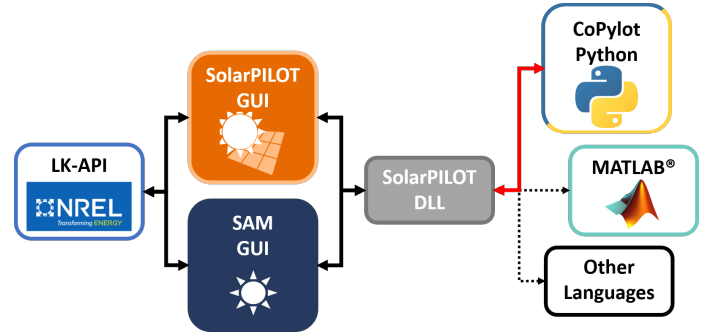 LK-API
NREL
Transforming ENERGY
SolarPILOT
GUI
SAM
GUI
SolarPILOT
DLL
CoPylot
Python
MATLAB®
Other
Languages